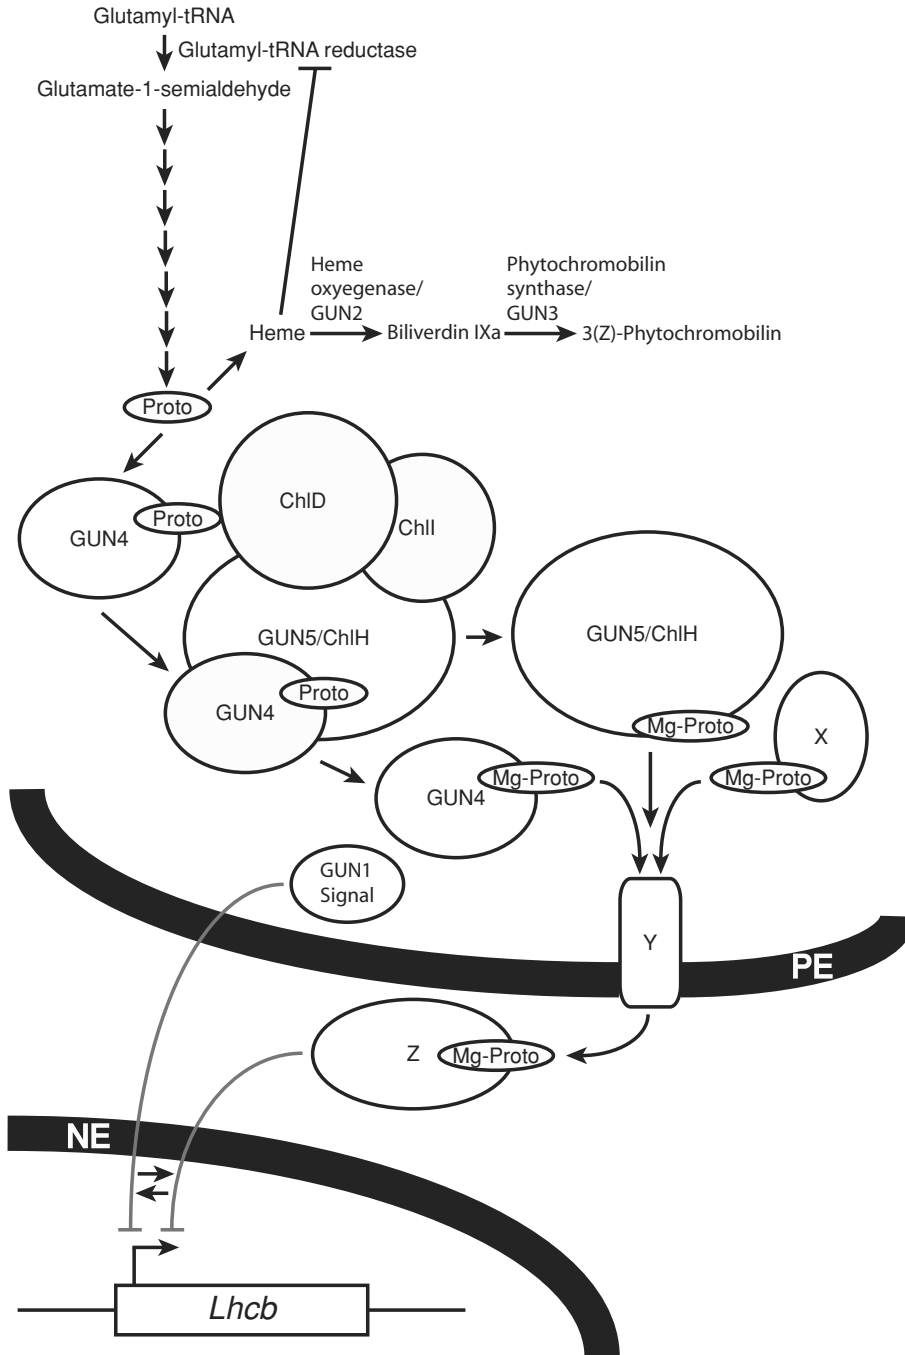 Glutamyl-tRNA
Glutamyl-tRNA reductase
Glutamate-1-semialdehyde
Heme
oxyegenase/
GUN2
Phytochromobilin
synthase/
GUN3
Heme
Biliverdin IXa
3(Z)-Phytochromobilin
Proto
ChlD
ChlI
Proto
GUN4
GUN5/ChlH
GUN5/ChlH
Proto
GUN4
Mg-Proto
X
Mg-Proto
Mg-Proto
GUN4
GUN1
Signal
Y
PE
Z
Mg-Proto
NE
Lhcb